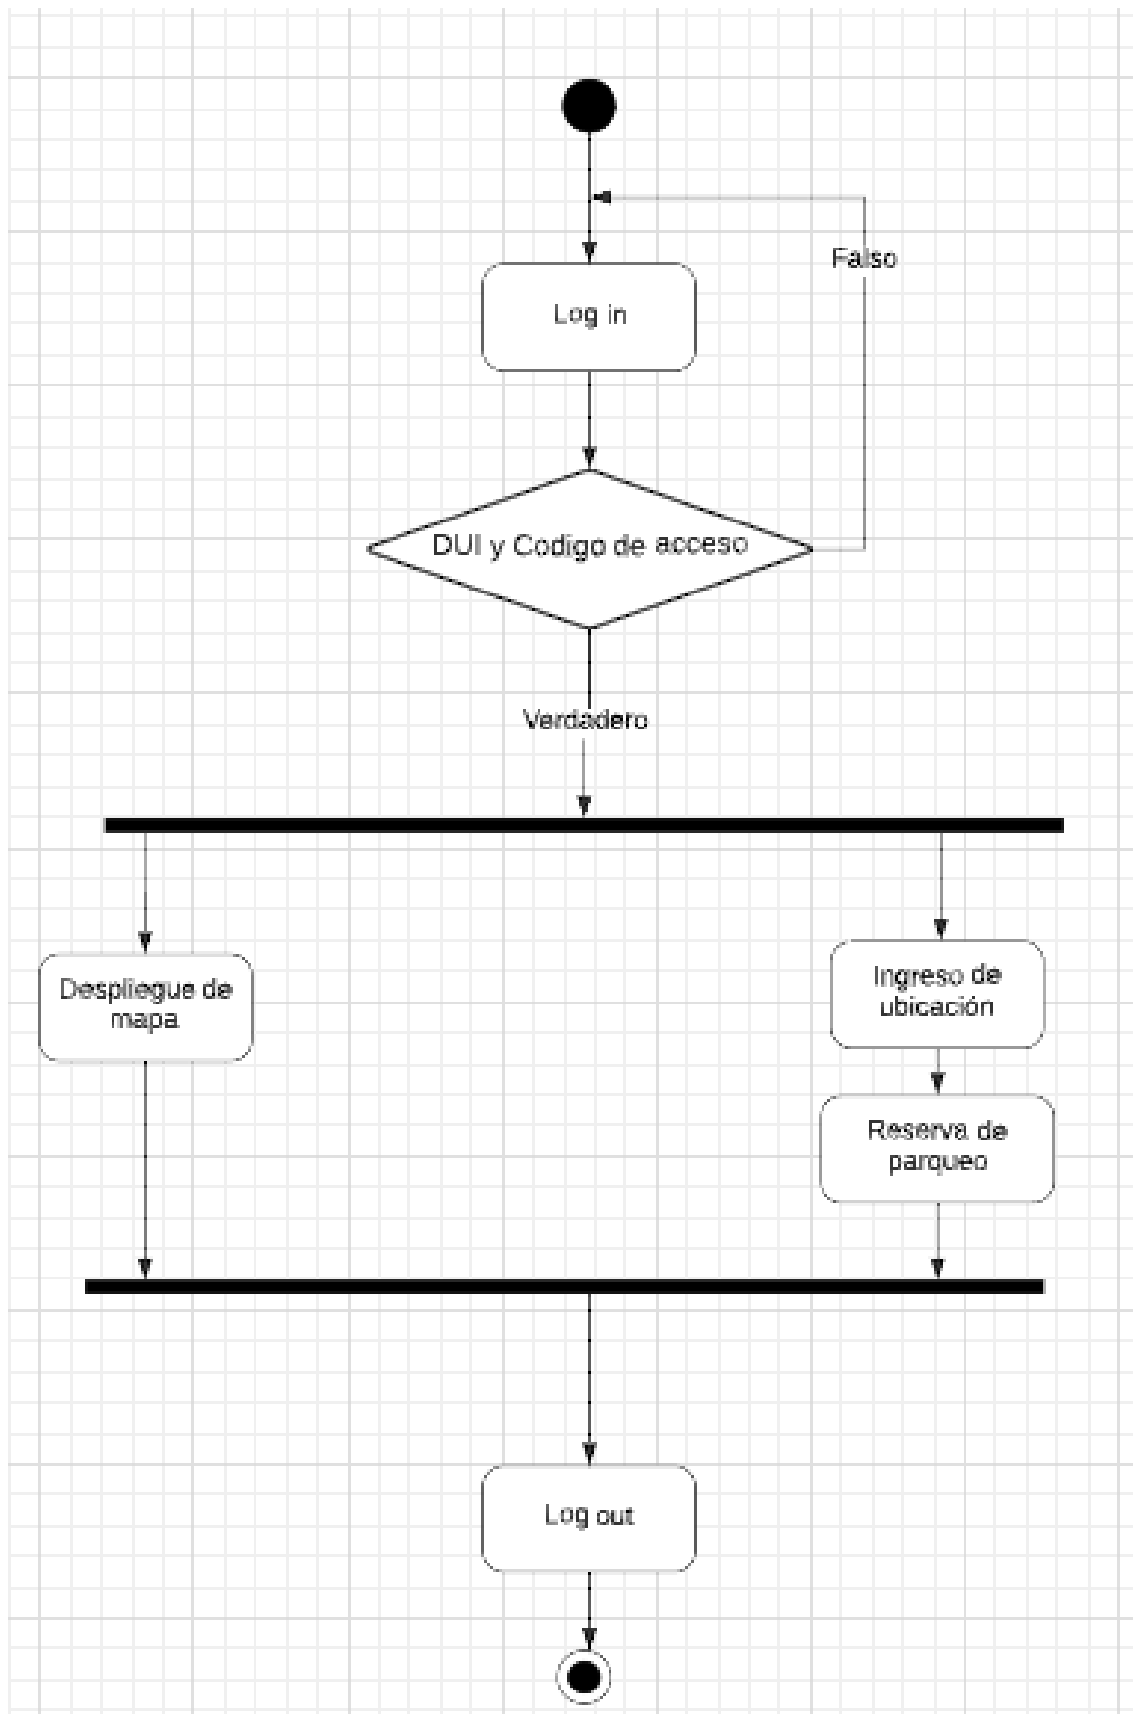 Falso
Log in
DUI y Codigo de acceso
Verdadero
Despliegue de
mapa
Ingreso de
ubicación
Reserva de
parqueo
Log out